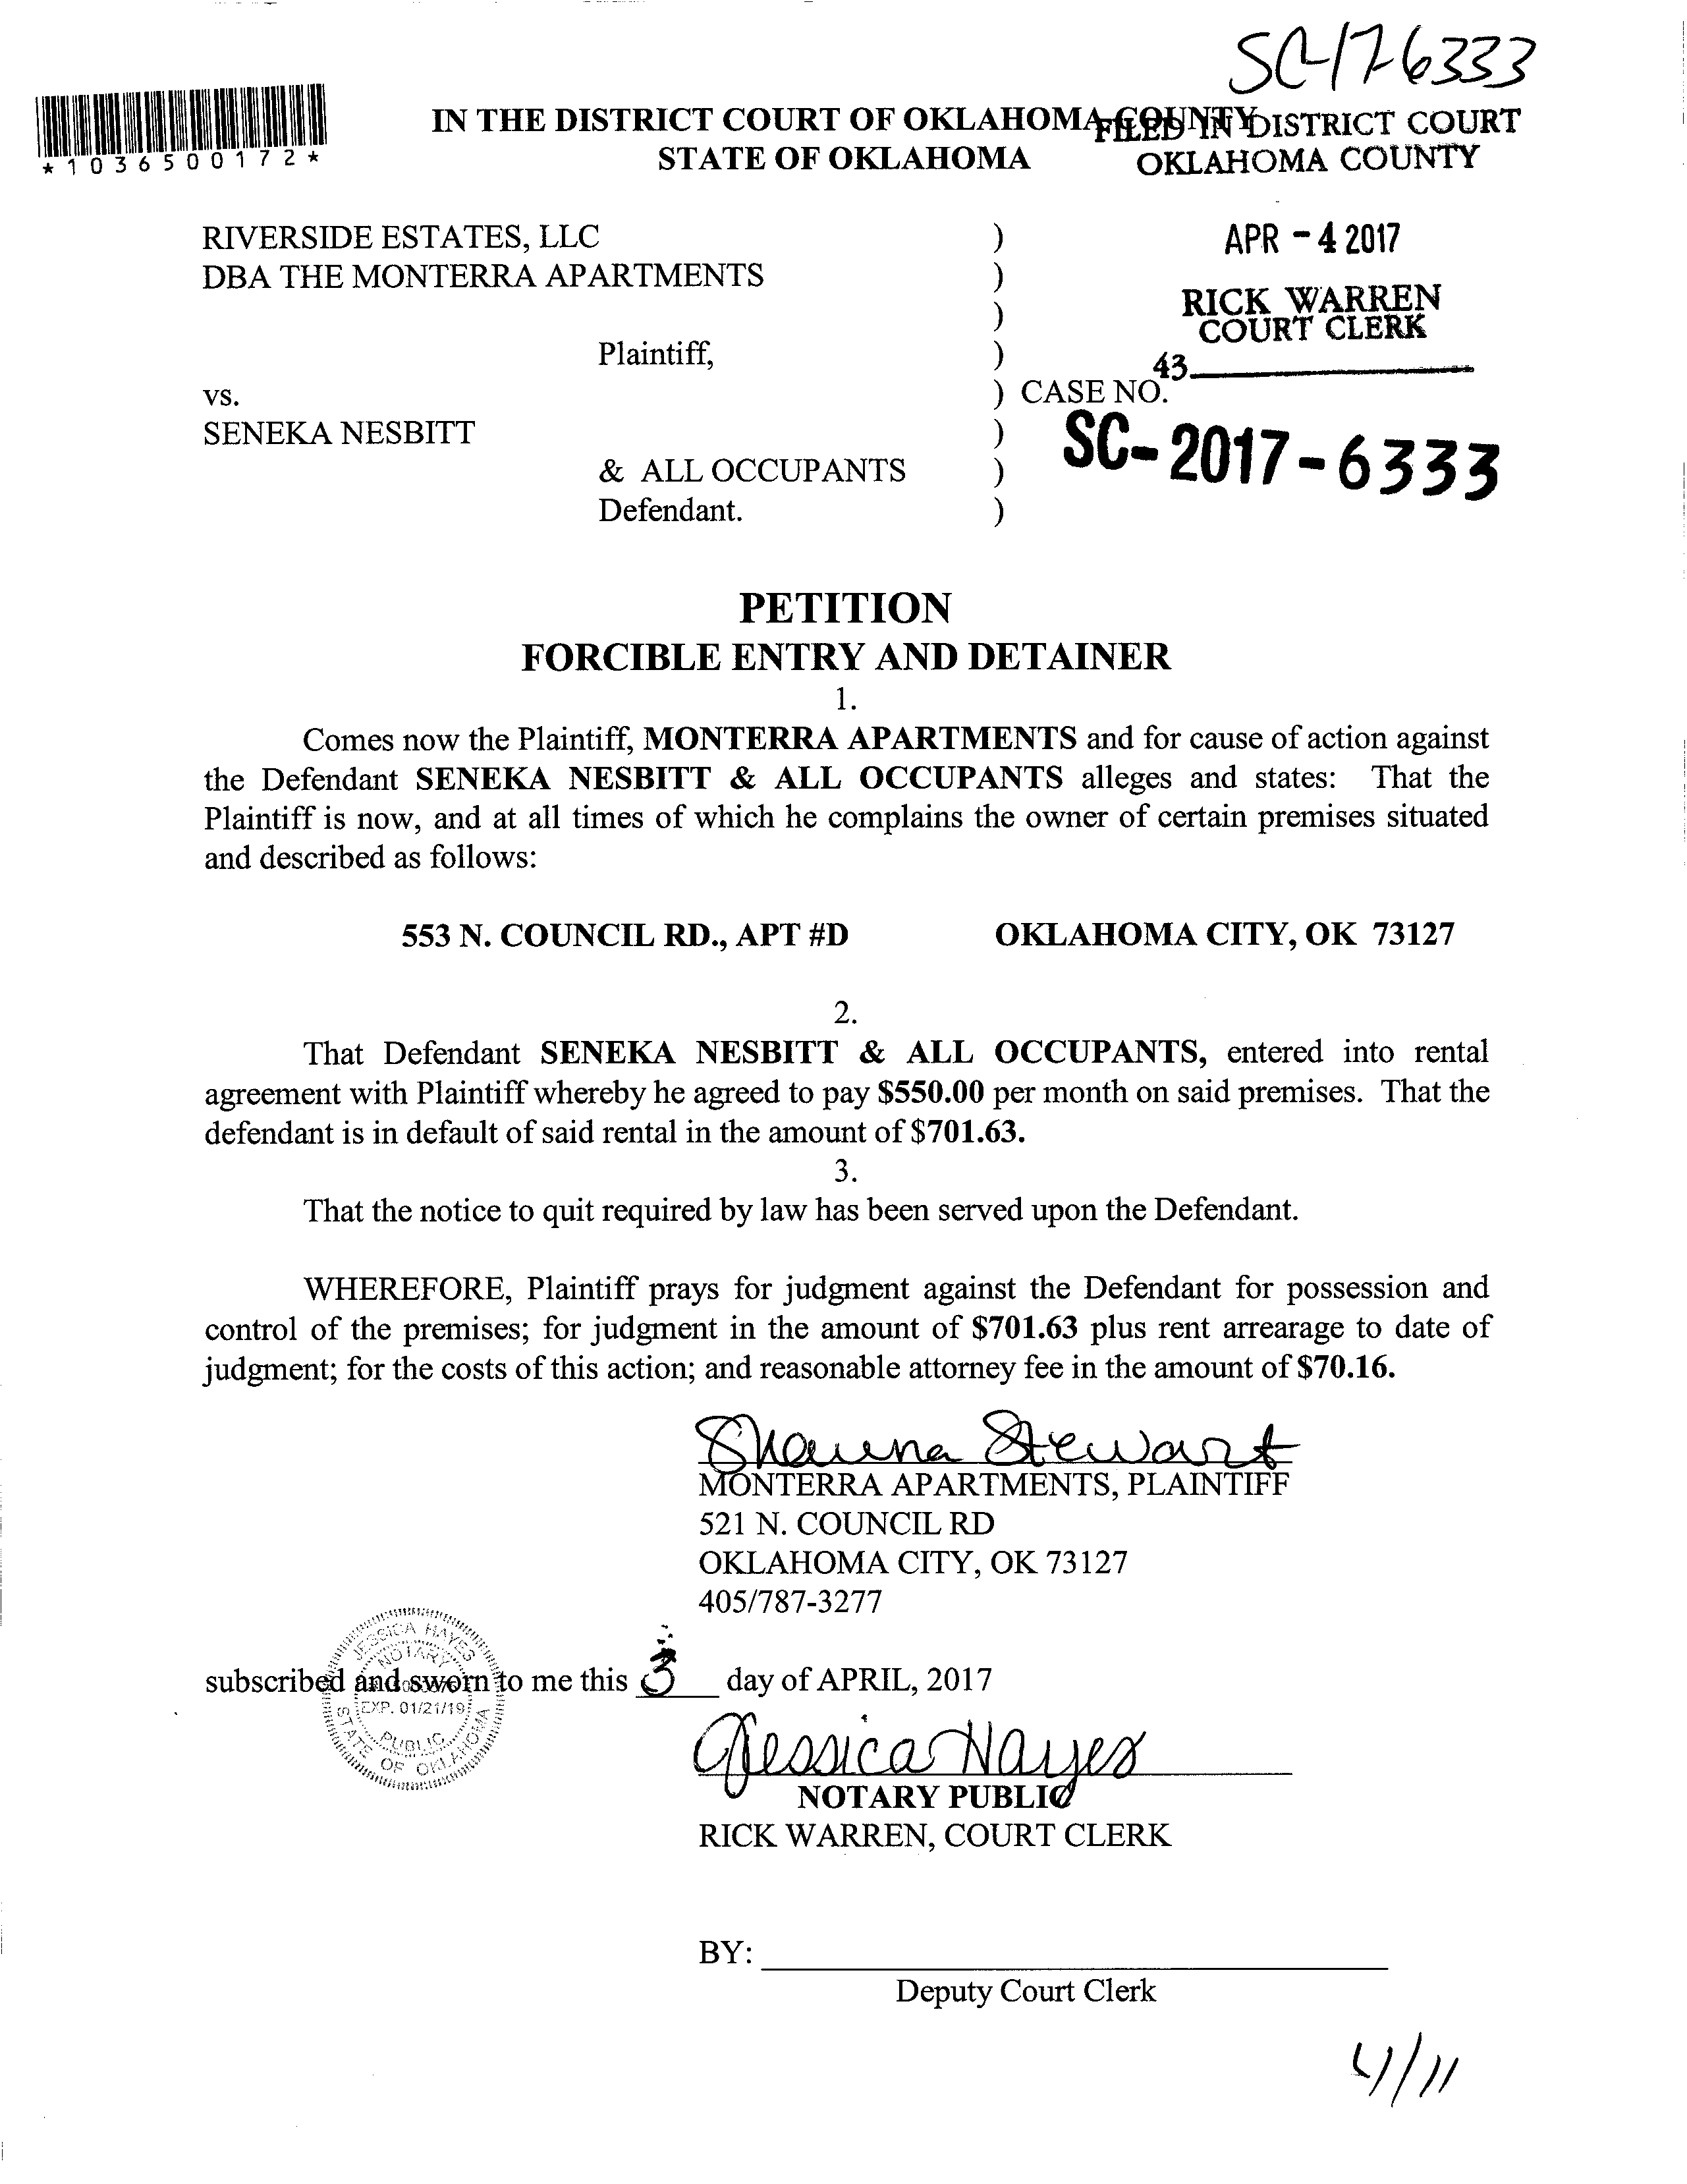 SC-17-6333
*1036500172*
IN THE DISTRICT COURT OF OKLAHOMA COUNTY
STATE OF OKLAHOMA
FILED IN DISTRICT COURT
OKLAHOMA COUNTY
APR - 4 2017
RICK WARREN
COURT CLERK
43
RIVERSIDE ESTATES, LLC )
DBA THE MONTERRA APARTMENTS )
)
Plaintiff, )
vs. ) CASE NO.
SENEKA NESBITT ) SC-2017-6333
& ALL OCCUPANTS )
Defendant. )
PETITION
FORCIBLE ENTRY AND DETAINER
1.
Comes now the Plaintiff, MONTERRA APARTMENTS and for cause of action against
the Defendant SENEKA NESBITT & ALL OCCUPANTS alleges and states: That the
Plaintiff is now, and at all times of which he complains the owner of certain premises situated
and described as follows:
553 N. COUNCIL RD., APT #D OKLAHOMA CITY, OK 73127
2.
That Defendant SENEKA NESBITT & ALL OCCUPANTS, entered into rental
agreement with Plaintiff whereby he agreed to pay $550.00 per month on said premises. That the
defendant is in default of said rental in the amount of $701.63.
3.
That the notice to quit required by law has been served upon the Defendant.
WHEREFORE, Plaintiff prays for judgment against the Defendant for possession and
control of the premises; for judgment in the amount of $701.63 plus rent arrearage to date of
judgment; for the costs of this action; and reasonable attorney fee in the amount of $70.16.
Shauna Stewart
MONTERRA APARTMENTS, PLAINTIFF
521 N. COUNCIL RD
OKLAHOMA CITY, OK 73127
405/787-3277
JESSICA HAYES
NOTARY
EXP. 01/21/19
PUBLIC
STATE OF OKLAHOMA
subscribed and sworn to me this 3 day of APRIL, 2017
Jessica Hayes
NOTARY PUBLIC
RICK WARREN, COURT CLERK
BY:
Deputy Court Clerk
4/11